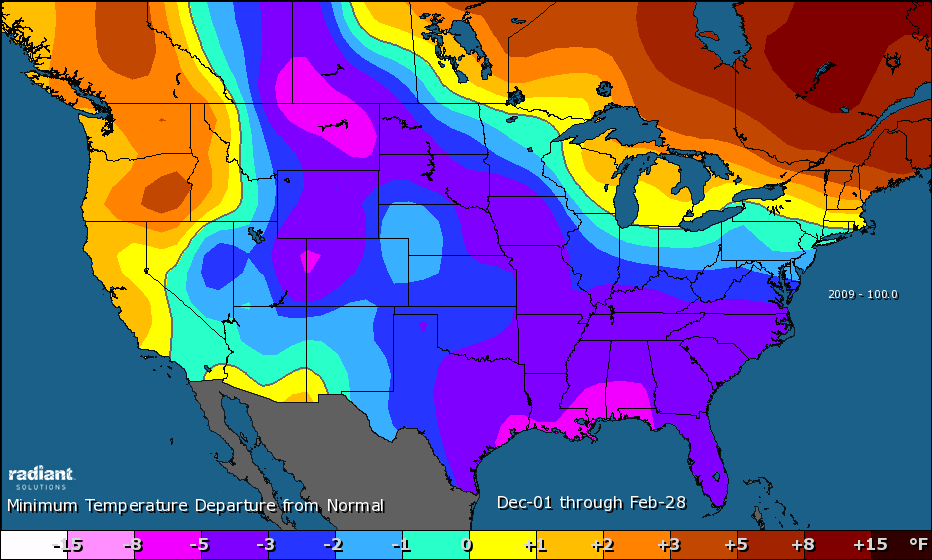 2009 - 100.0
radiant
SOLUTIONS
Minimum Temperature Departure from Normal
Dec-01 through Feb-28
-15 -8 -5 -3 -2 -1 0 +1 +2 +3 +5 +8 +15 °F